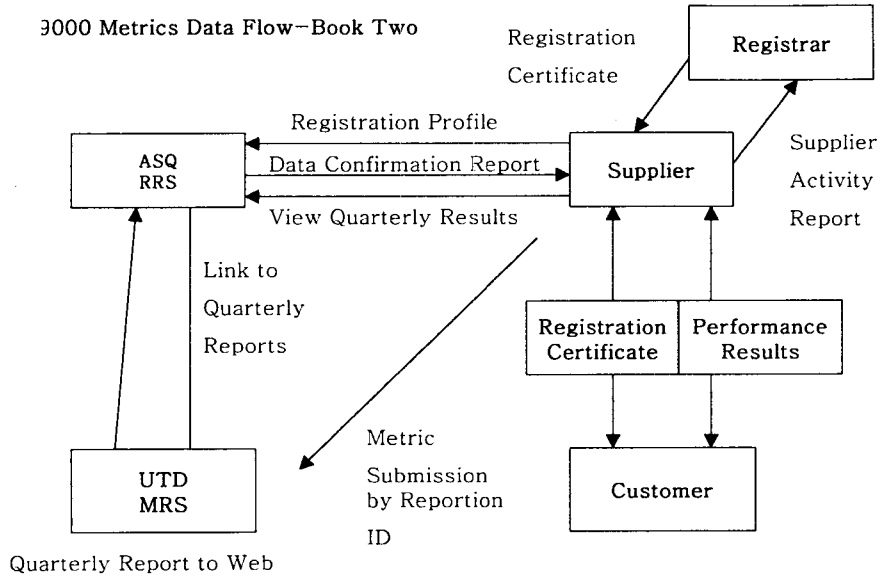 9000 Metrics Data Flow-Book Two
Registration
Certificate
Registrar
Registration Profile
ASQ
RRS
Data Confirmation Report
Supplier
Supplier
Activity
Report
View Quarterly Results
Link to
Quarterly
Reports
Registration
Certificate
Performance
Results
Metric
Submission
by Reportion
ID
UTD
MRS
Customer
Quarterly Report to Web